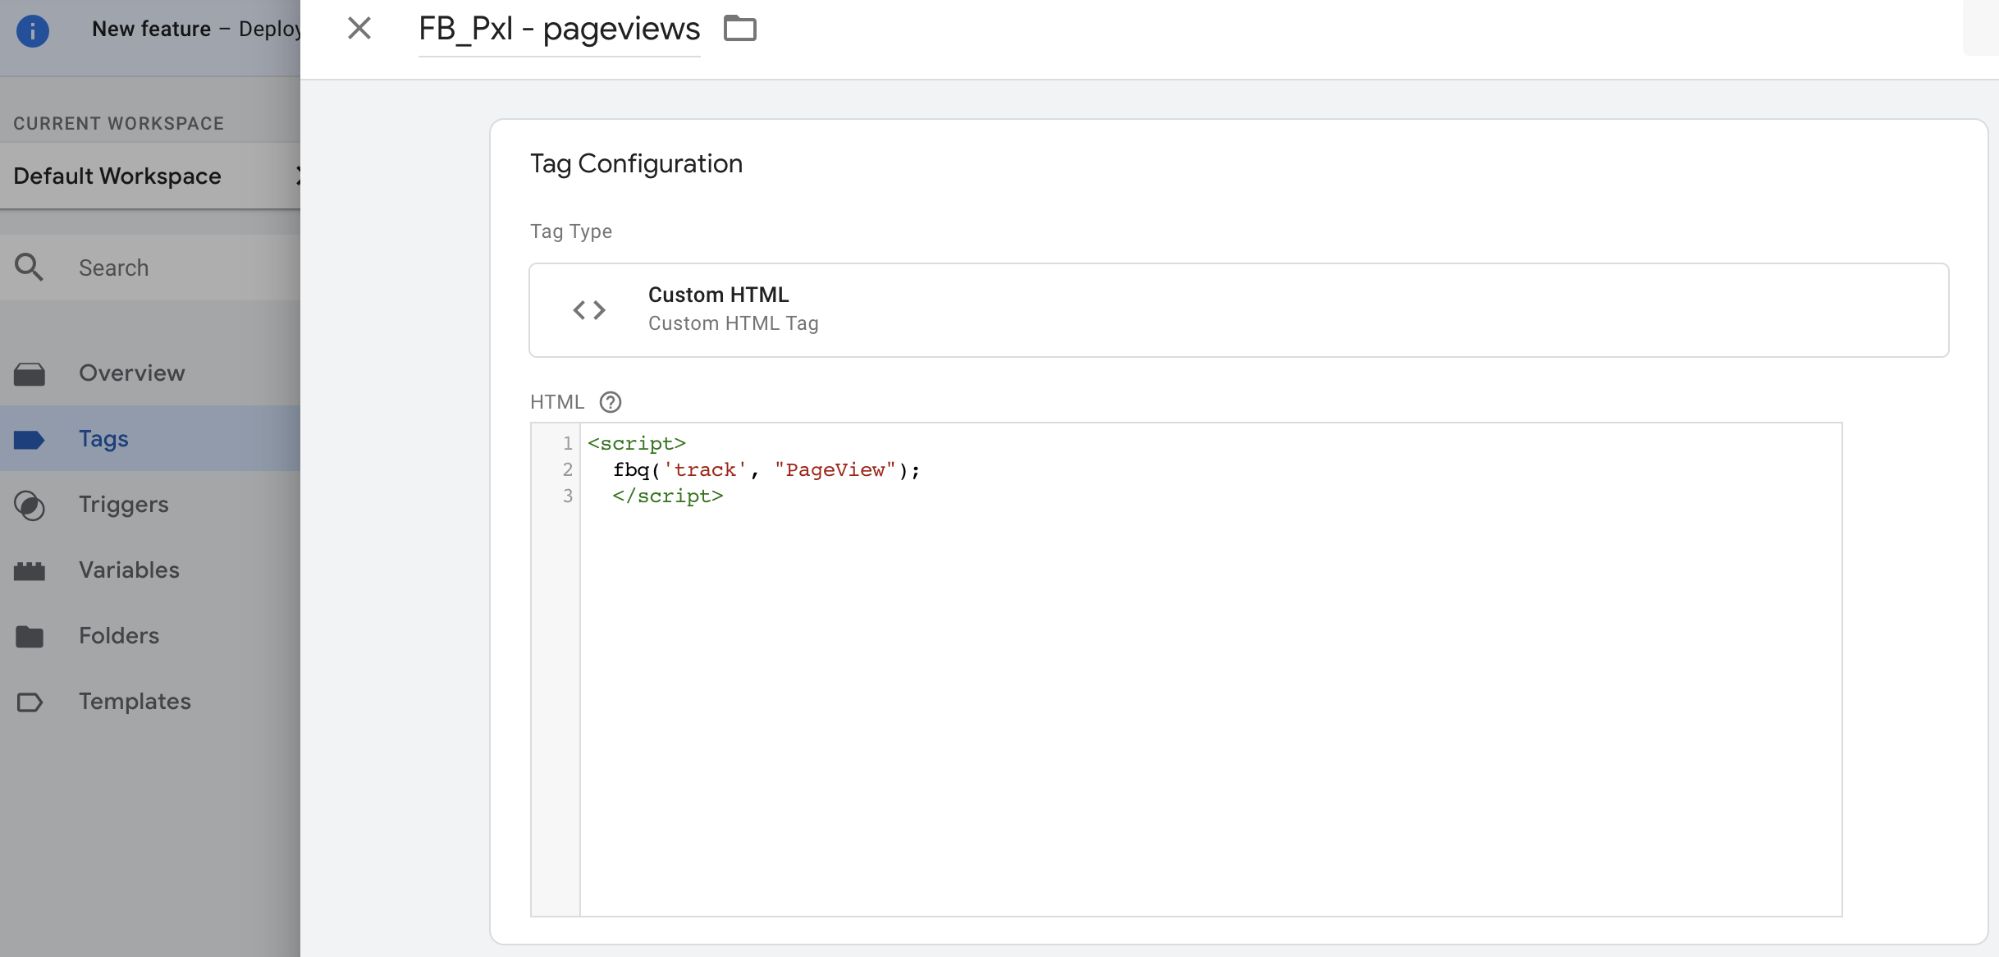 New feature – Deploy
CURRENT WORKSPACE
Default Workspace
Search
Overview
Tags
Triggers
Variables
Folders
Templates
FB_Pxl - pageviews
Tag Configuration
Tag Type
Custom HTML
Custom HTML Tag
HTML
1 <script>
2 fbq('track', "PageView");
3 </script>